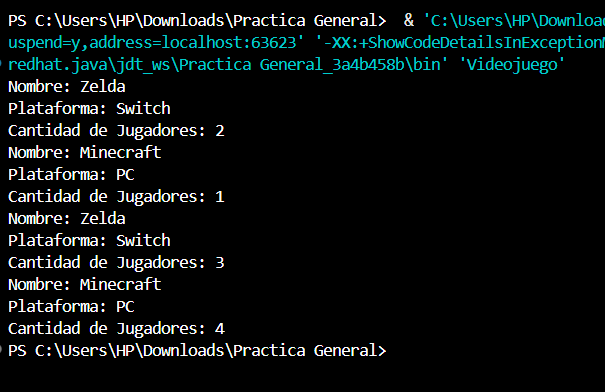 PS C:\Users\HP\Downloads\Practica General>  & 'C:\Users\HP\Downloa
uspend=y,address=localhost:63623' '-XX:+ShowCodeDetailsInExceptionM
redhat.java\jdt_ws\Practica General_3a4b458b\bin' 'Videojuego'
Nombre: Zelda
Plataforma: Switch
Cantidad de Jugadores: 2
Nombre: Minecraft
Plataforma: PC
Cantidad de Jugadores: 1
Nombre: Zelda
Plataforma: Switch
Cantidad de Jugadores: 3
Nombre: Minecraft
Plataforma: PC
Cantidad de Jugadores: 4
PS C:\Users\HP\Downloads\Practica General>